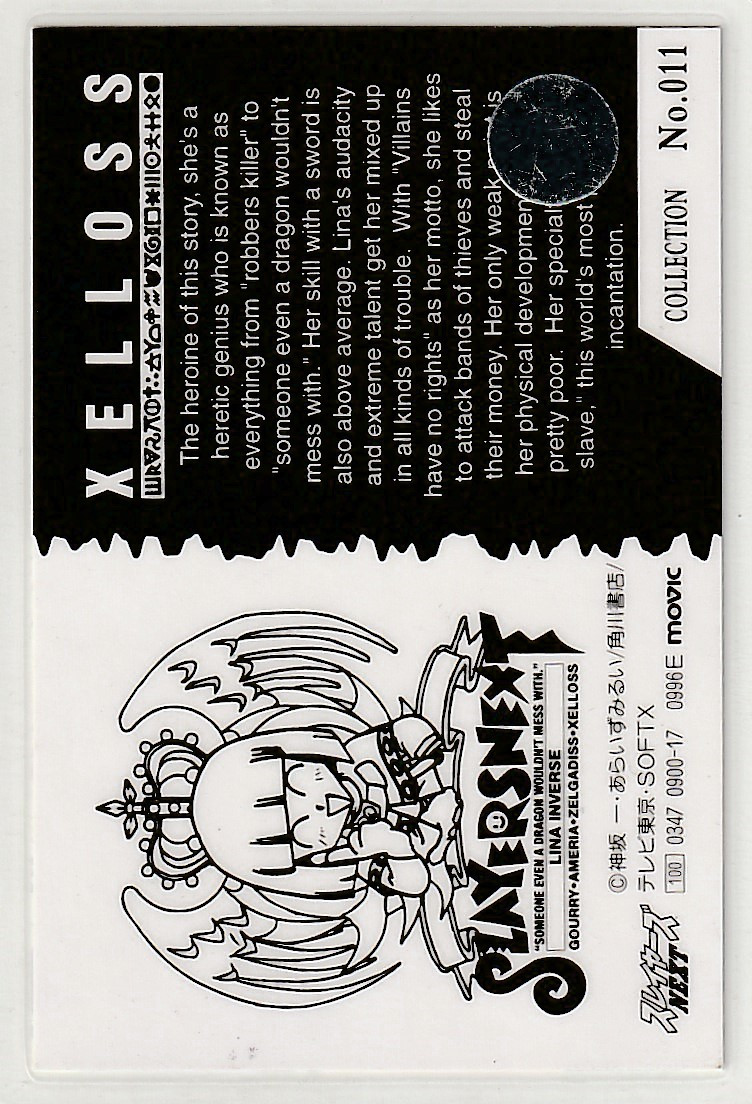 XELLOSS
The heroine of this story, she's a
heretic genius who is known as
everything from "robbers killer" to
"someone even a dragon wouldn't
mess with." Her skill with a sword is
also above average. Lina's audacity
and extreme talent get her mixed up
in all kinds of trouble. With "Villains
have no rights" as her motto, she likes
to attack bands of thieves and steal
their money. Her only weak is
her physical developmen
pretty poor. Her special
slave," this world's most
incantation.
COLLECTION No.011
SLAYERSNEXT
"SOMEONE EVEN A DRAGON WOULDN'T MESS WITH."
LINA INVERSE
GOURRY•AMERIA•ZELGADISS•XELLOSS
©神坂 一・あらいずみるい/角川書店/
テレビ東京・SOFTX
スレイヤーズ
NEXT
100 0347 0900-17 0996E movic